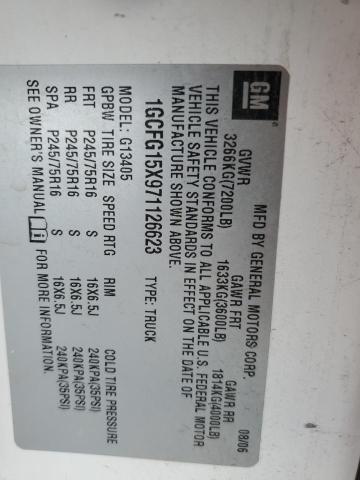 GM
MFD BY GENERAL MOTORS CORP. 08/06
GVWR GAWR FRT GAWR RR
3266KG(7200LB) 1633KG(3600LB) 1814KG(4000LB)
THIS VEHICLE CONFORMS TO ALL APPLICABLE U.S. FEDERAL MOTOR
VEHICLE SAFETY STANDARDS IN EFFECT ON THE DATE OF
MANUFACTURE SHOWN ABOVE.
1GCFG15X971126623 TYPE: TRUCK
MODEL: G13405
GPBW TIRE SIZE SPEED RTG RIM COLD TIRE PRESSURE
FRT P245/75R16 S 16X6.5J 240KPA(35PSI)
RR P245/75R16 S 16X6.5J 240KPA(35PSI)
SPA P245/75R16 S 16X6.5J 240KPA(35PSI)
SEE OWNER'S MANUAL FOR MORE INFORMATION.